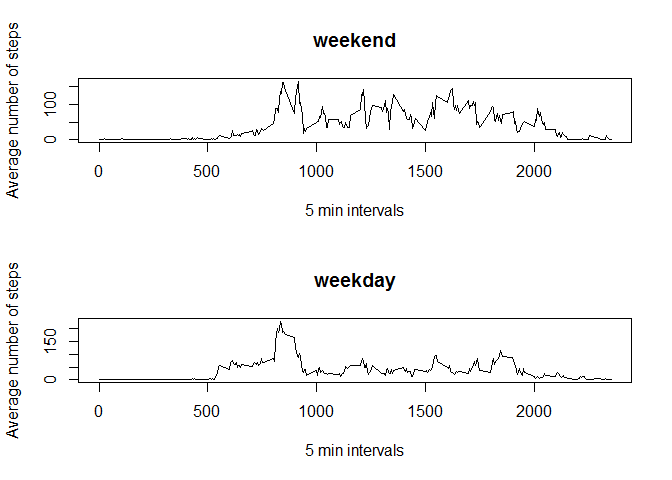 weekend
Average number of steps
100
0
0 500 1000 1500 2000
5 min intervals
weekday
Average number of steps
150
0
0 500 1000 1500 2000
5 min intervals